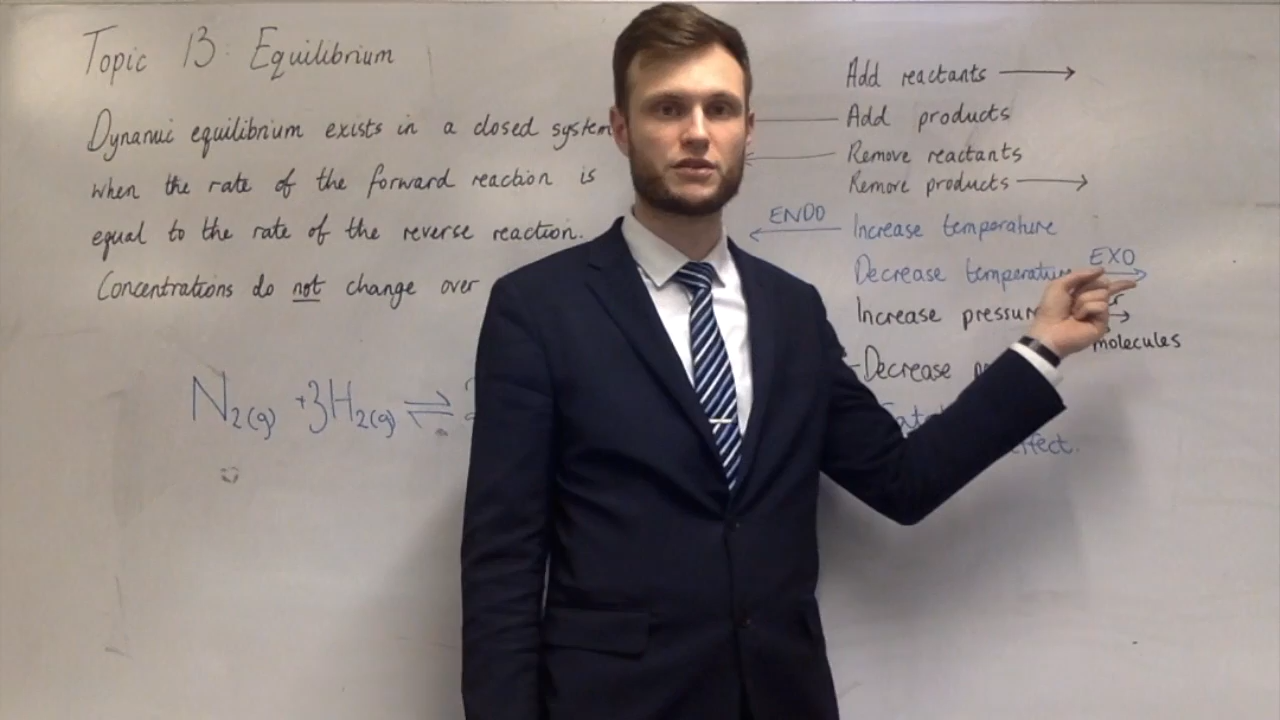 Topic 13: Equilibrium
Dynamic equilibrium exists in a closed system
when the rate of the forward reaction is
equal to the rate of the reverse reaction.
Concentrations do not change over
N2(g) + 3H2(g) ⇌
Add reactants →
Add products
Remove reactants
Remove products →
ENDO
← Increase temperature
Decrease temperature EXO →
Increase pressure →
molecules
Decrease